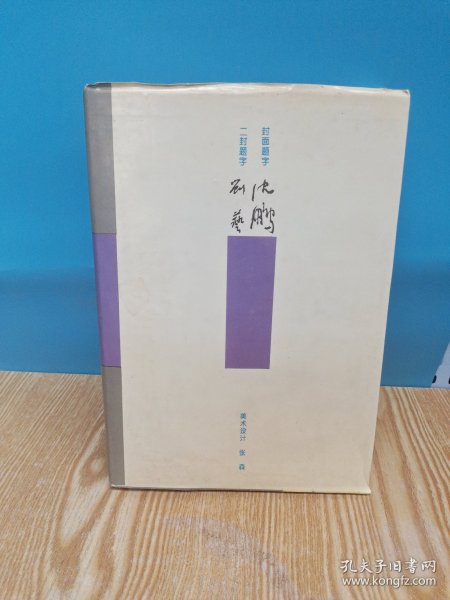 封面题字 沈鹏
二封题字 刘艺
美术设计 张森
孔夫子旧书网
www.kongfz.com